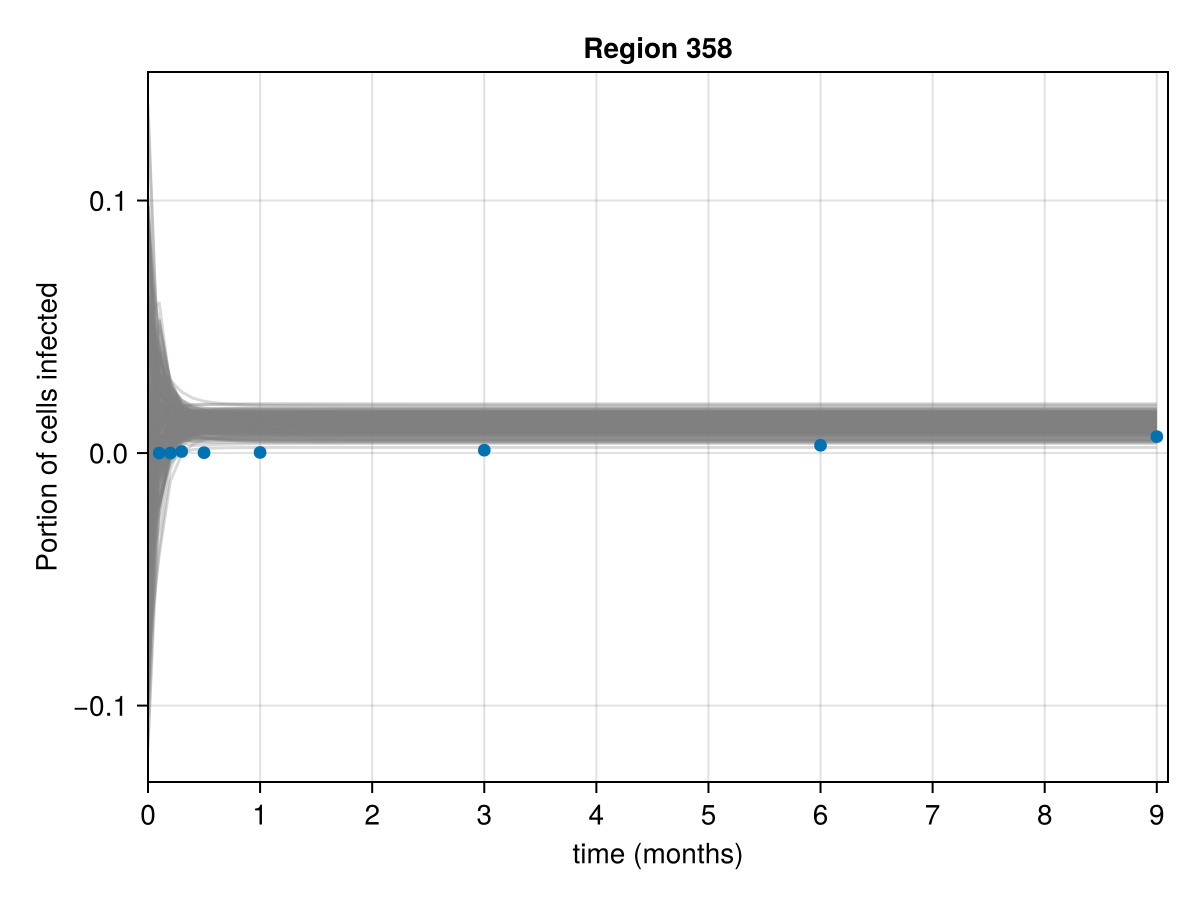 Region 358
Portion of cells infected
0.1
0.0
−0.1
0 1 2 3 4 5 6 7 8 9
time (months)